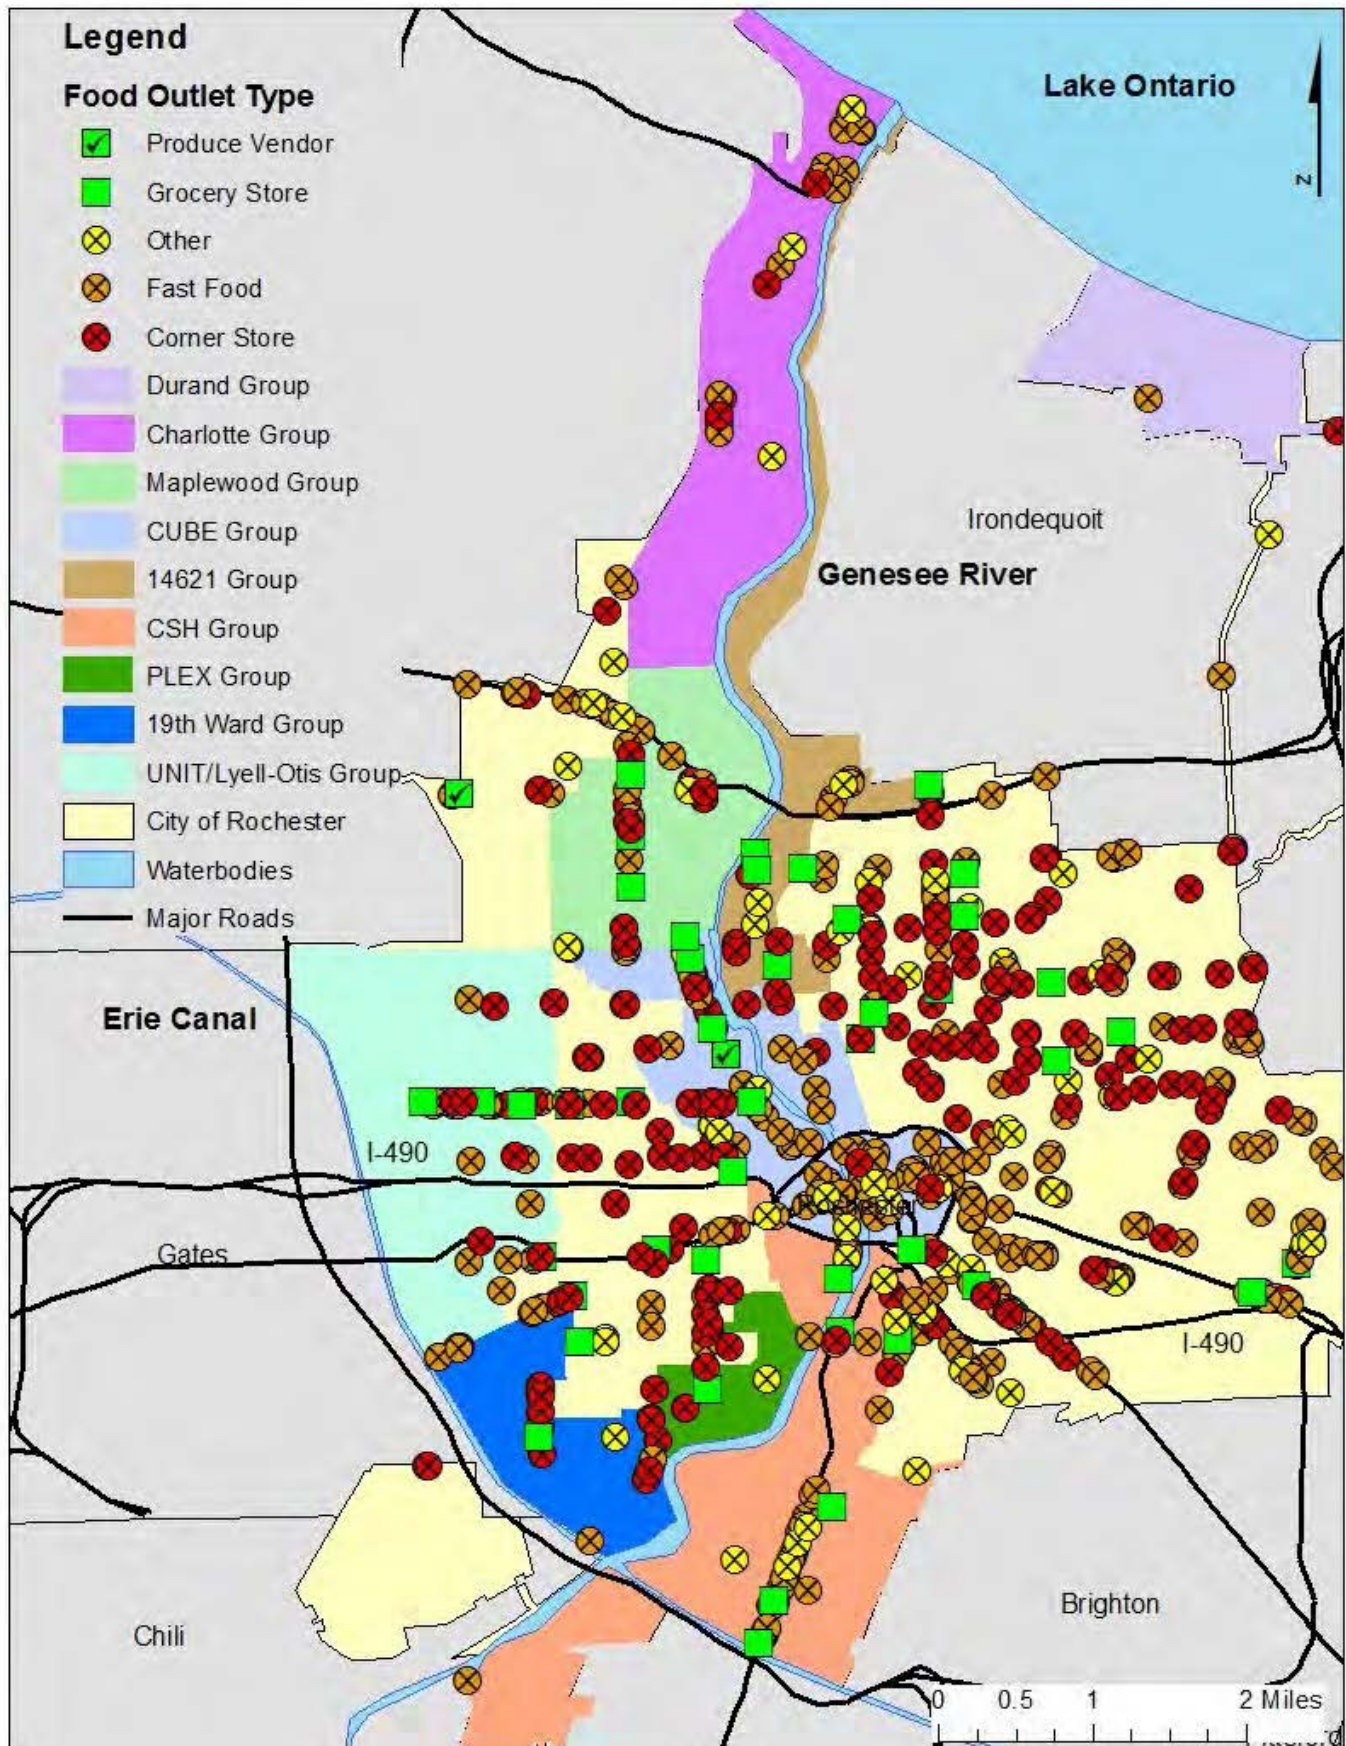 Legend
Food Outlet Type
Produce Vendor
Grocery Store
Other
Fast Food
Corner Store
Durand Group
Charlotte Group
Maplewood Group
CUBE Group
14621 Group
CSH Group
PLEX Group
19th Ward Group
UNIT/Lyell-Otis Group
City of Rochester
Waterbodies
Major Roads
Lake Ontario
N
Irondequoit
Genesee River
Erie Canal
I-490
Gates
I-490
Brighton
Chili
0 0.5 1 2 Miles